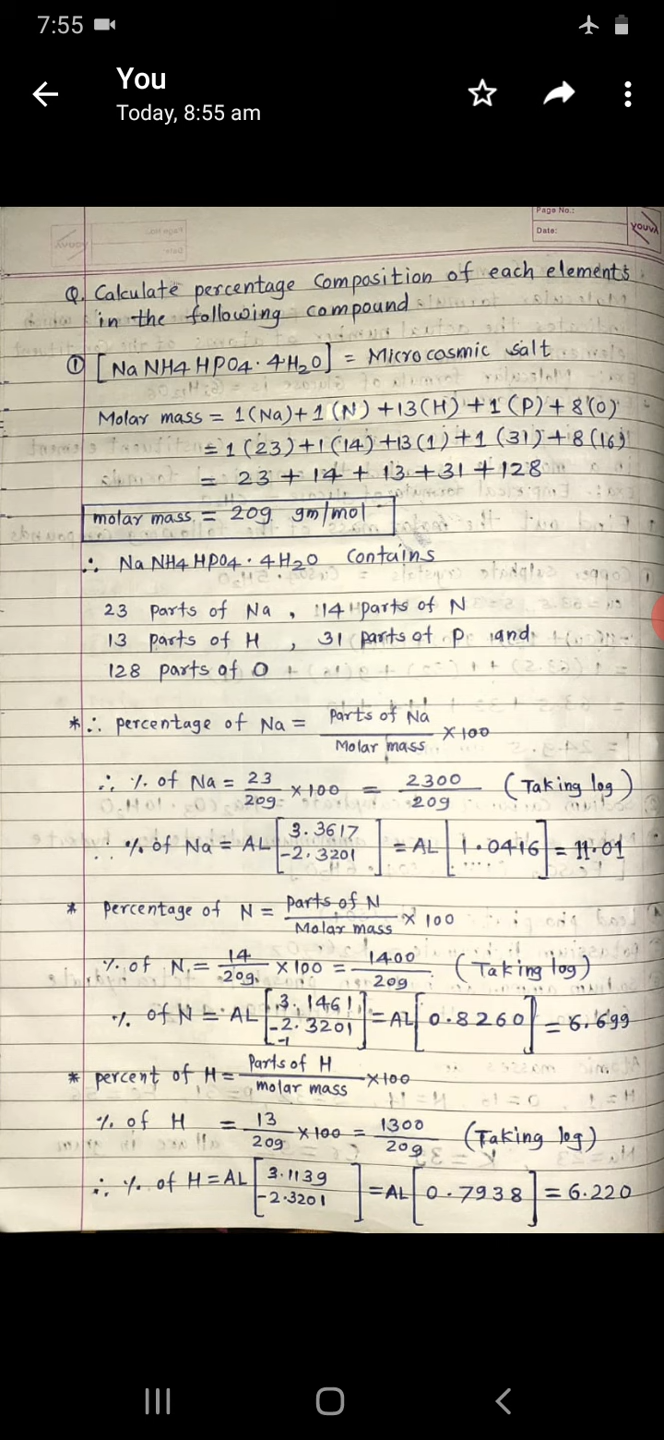 7:55
You
Today, 8:55 am
Page No.:
Date:
YOUVA
Q. Calculate percentage Composition of each elements
in the following compound
① [Na NH4 HPO4 · 4H2O] = Microcosmic salt
Molar mass = 1(Na)+1(N)+13(H)+1(P)+8(O)
= 1(23)+1(14)+13(1)+1(31)+8(16)
= 23+14+13+31+128
molar mass = 209 gm/mol
∴ Na NH4 HPO4 · 4H2O Contains
23 parts of Na, 14 parts of N
13 parts of H, 31 parts of P and
128 parts of O
* ∴ percentage of Na = Parts of Na / Molar mass × 100
∴ % of Na = 23/209 × 100 = 2300/209 (Taking log)
∴ % of Na = AL [3.3617 -2.3201] = AL [1.0416] = 11.01
* percentage of N = Parts of N / Molar mass × 100
% of N = 14/209 × 100 = 1400/209 (Taking log)
% of N = AL [3.1461 -2.3201] = AL [0.8260] = 6.699
* percent of H = Parts of H / molar mass ×100
% of H = 13/209 × 100 = 1300/209 (Taking log)
∴ % of H = AL [3.1139 -2.3201] = AL [0.7938] = 6.220